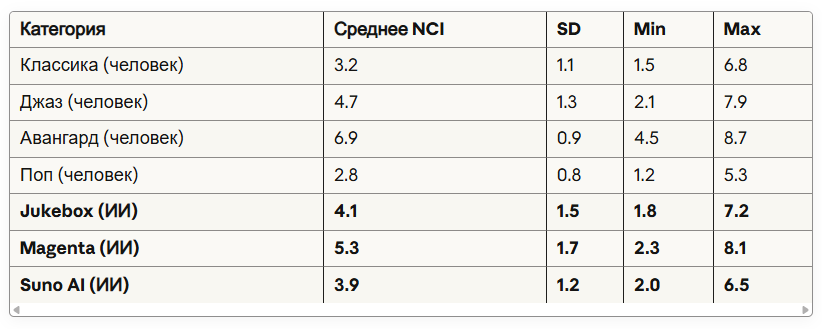 Категория Среднее NCI SD Min Max
Классика (человек) 3.2 1.1 1.5 6.8
Джаз (человек) 4.7 1.3 2.1 7.9
Авангард (человек) 6.9 0.9 4.5 8.7
Поп (человек) 2.8 0.8 1.2 5.3
Jukebox (ИИ) 4.1 1.5 1.8 7.2
Magenta (ИИ) 5.3 1.7 2.3 8.1
Suno AI (ИИ) 3.9 1.2 2.0 6.5